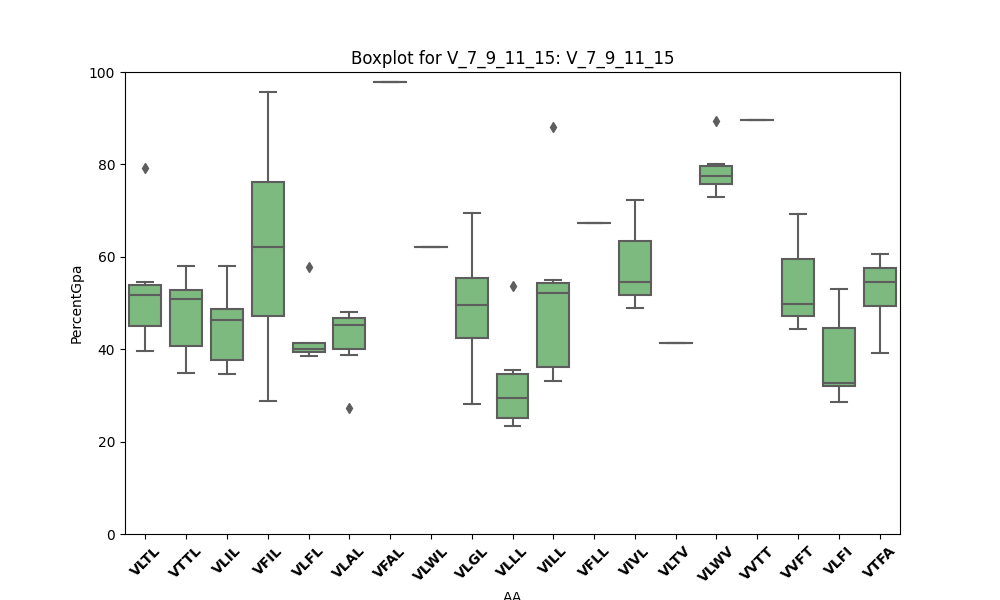 Boxplot for V_7_9_11_15: V_7_9_11_15
100
80
60
40
20
0
PercentGpa
VLTL VTTL VLIL VFIL VLFL VLAL VFAL VLWL VLGL VLLL VILL VFLL VIVL VLTV VLWV VVTT VVFT VLFI VTFA
AA